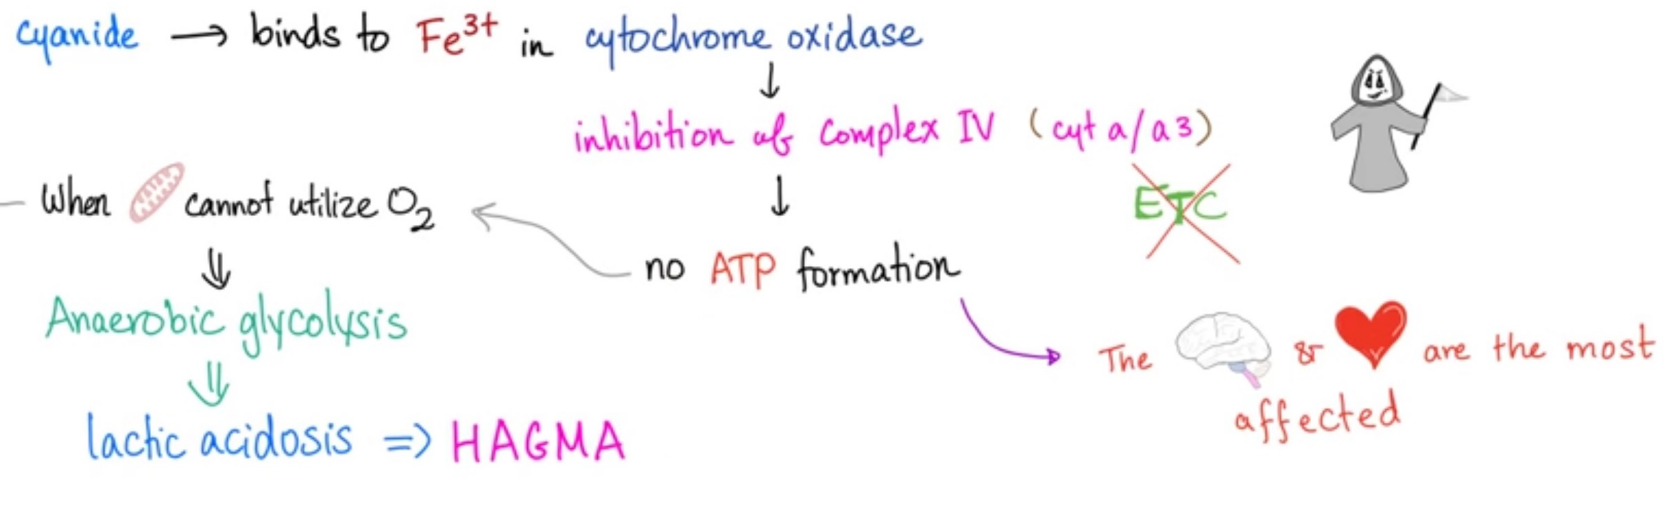 cyanide → binds to Fe³⁺ in cytochrome oxidase
↓
inhibition of Complex IV (cyt a/a3)
ETC
↓
no ATP formation
When cannot utilize O₂
⇓
Anaerobic glycolysis
⇓
lactic acidosis => HAGMA
The & are the most
affected